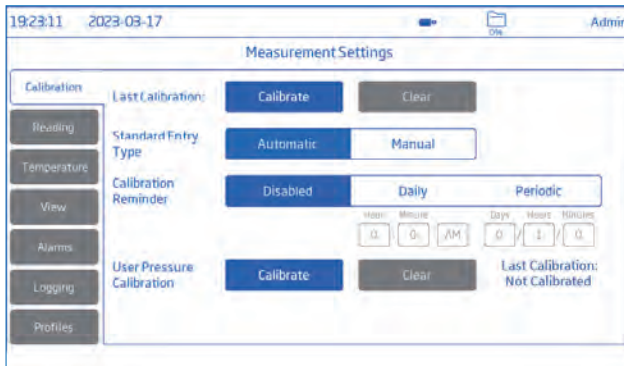 19:23:11 2023-03-17 0% Admin
Measurement Settings
Calibration
Last Calibration: Calibrate Clear
Reading
Standard Entry Type Automatic Manual
Temperature
Calibration Reminder Disabled Daily Periodic
View
Hour Minute Days Hours Minutes
0 0 AM 0 / 1 / 0
Alarms
User Pressure Calibration Calibrate Clear Last Calibration: Not Calibrated
Logging
Profiles